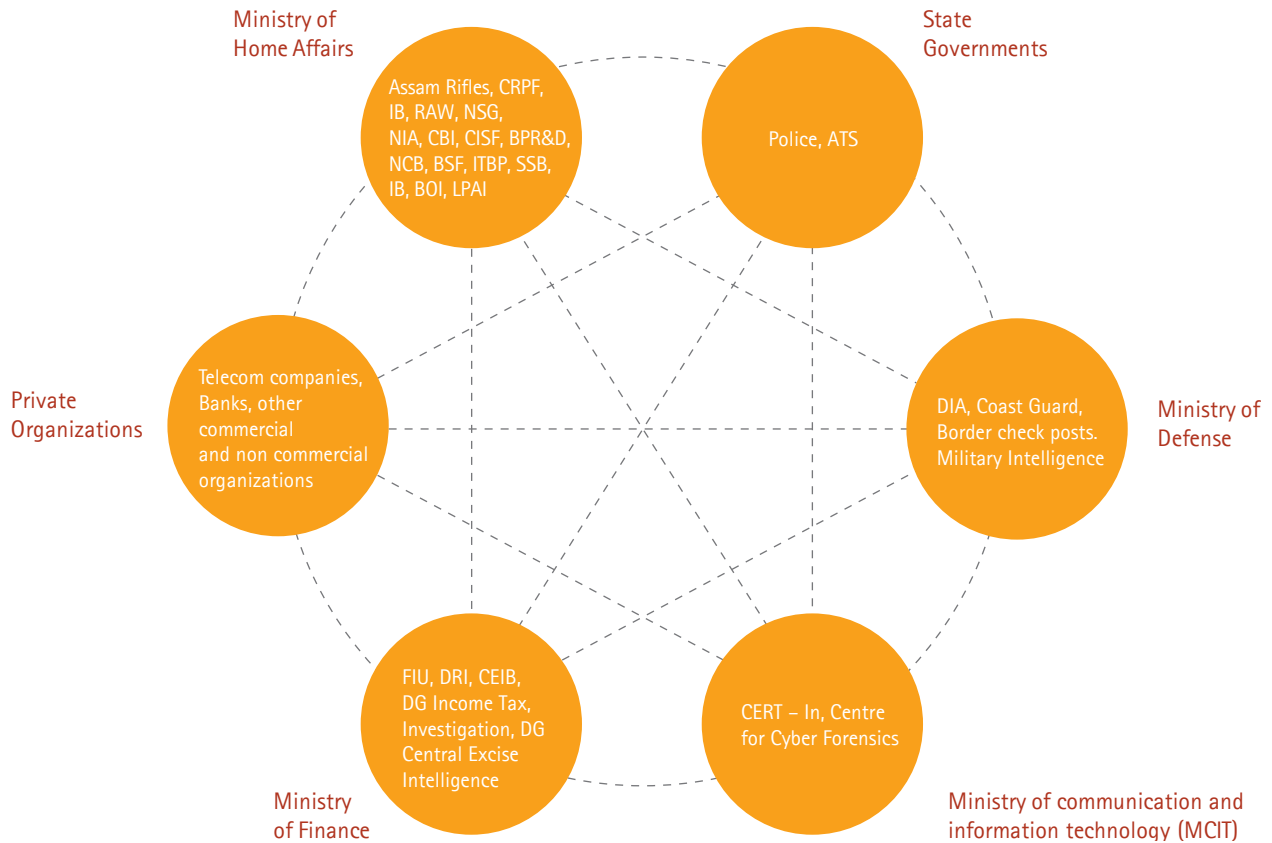 Ministry of
Home Affairs
Assam Rifles, CRPF,
IB, RAW, NSG,
NIA, CBI, CISF, BPR&D,
NCB, BSF, ITBP, SSB,
IB, BOI, LPAI
State
Governments
Police, ATS
Private
Organizations
Telecom companies,
Banks, other
commercial
and non commercial
organizations
DIA, Coast Guard,
Border check posts.
Military Intelligence
Ministry of
Defense
FIU, DRI, CEIB,
DG Income Tax,
Investigation, DG
Central Excise
Intelligence
Ministry
of Finance
CERT – In, Centre
for Cyber Forensics
Ministry of communication and
information technology (MCIT)